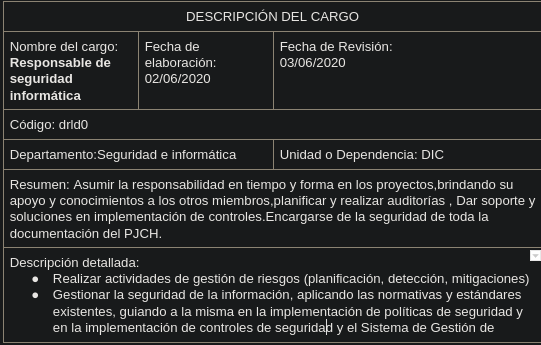 DESCRIPCIÓN DEL CARGO
Nombre del cargo:
Responsable de
seguridad
informática
Fecha de
elaboración:
02/06/2020
Fecha de Revisión:
03/06/2020
Código: drld0
Departamento:Seguridad e informática
Unidad o Dependencia: DIC
Resumen: Asumir la responsabilidad en tiempo y forma en los proyectos,brindando su
apoyo y conocimientos a los otros miembros,planificar y realizar auditorías , Dar soporte y
soluciones en implementación de controles.Encargarse de la seguridad de toda la
documentación del PJCH.
Descripción detallada:
● Realizar actividades de gestión de riesgos (planificación, detección, mitigaciones)
● Gestionar la seguridad de la información, aplicando las normativas y estándares
existentes, guiando a la misma en la implementación de políticas de seguridad y
en la implementación de controles de seguridad y el Sistema de Gestión de